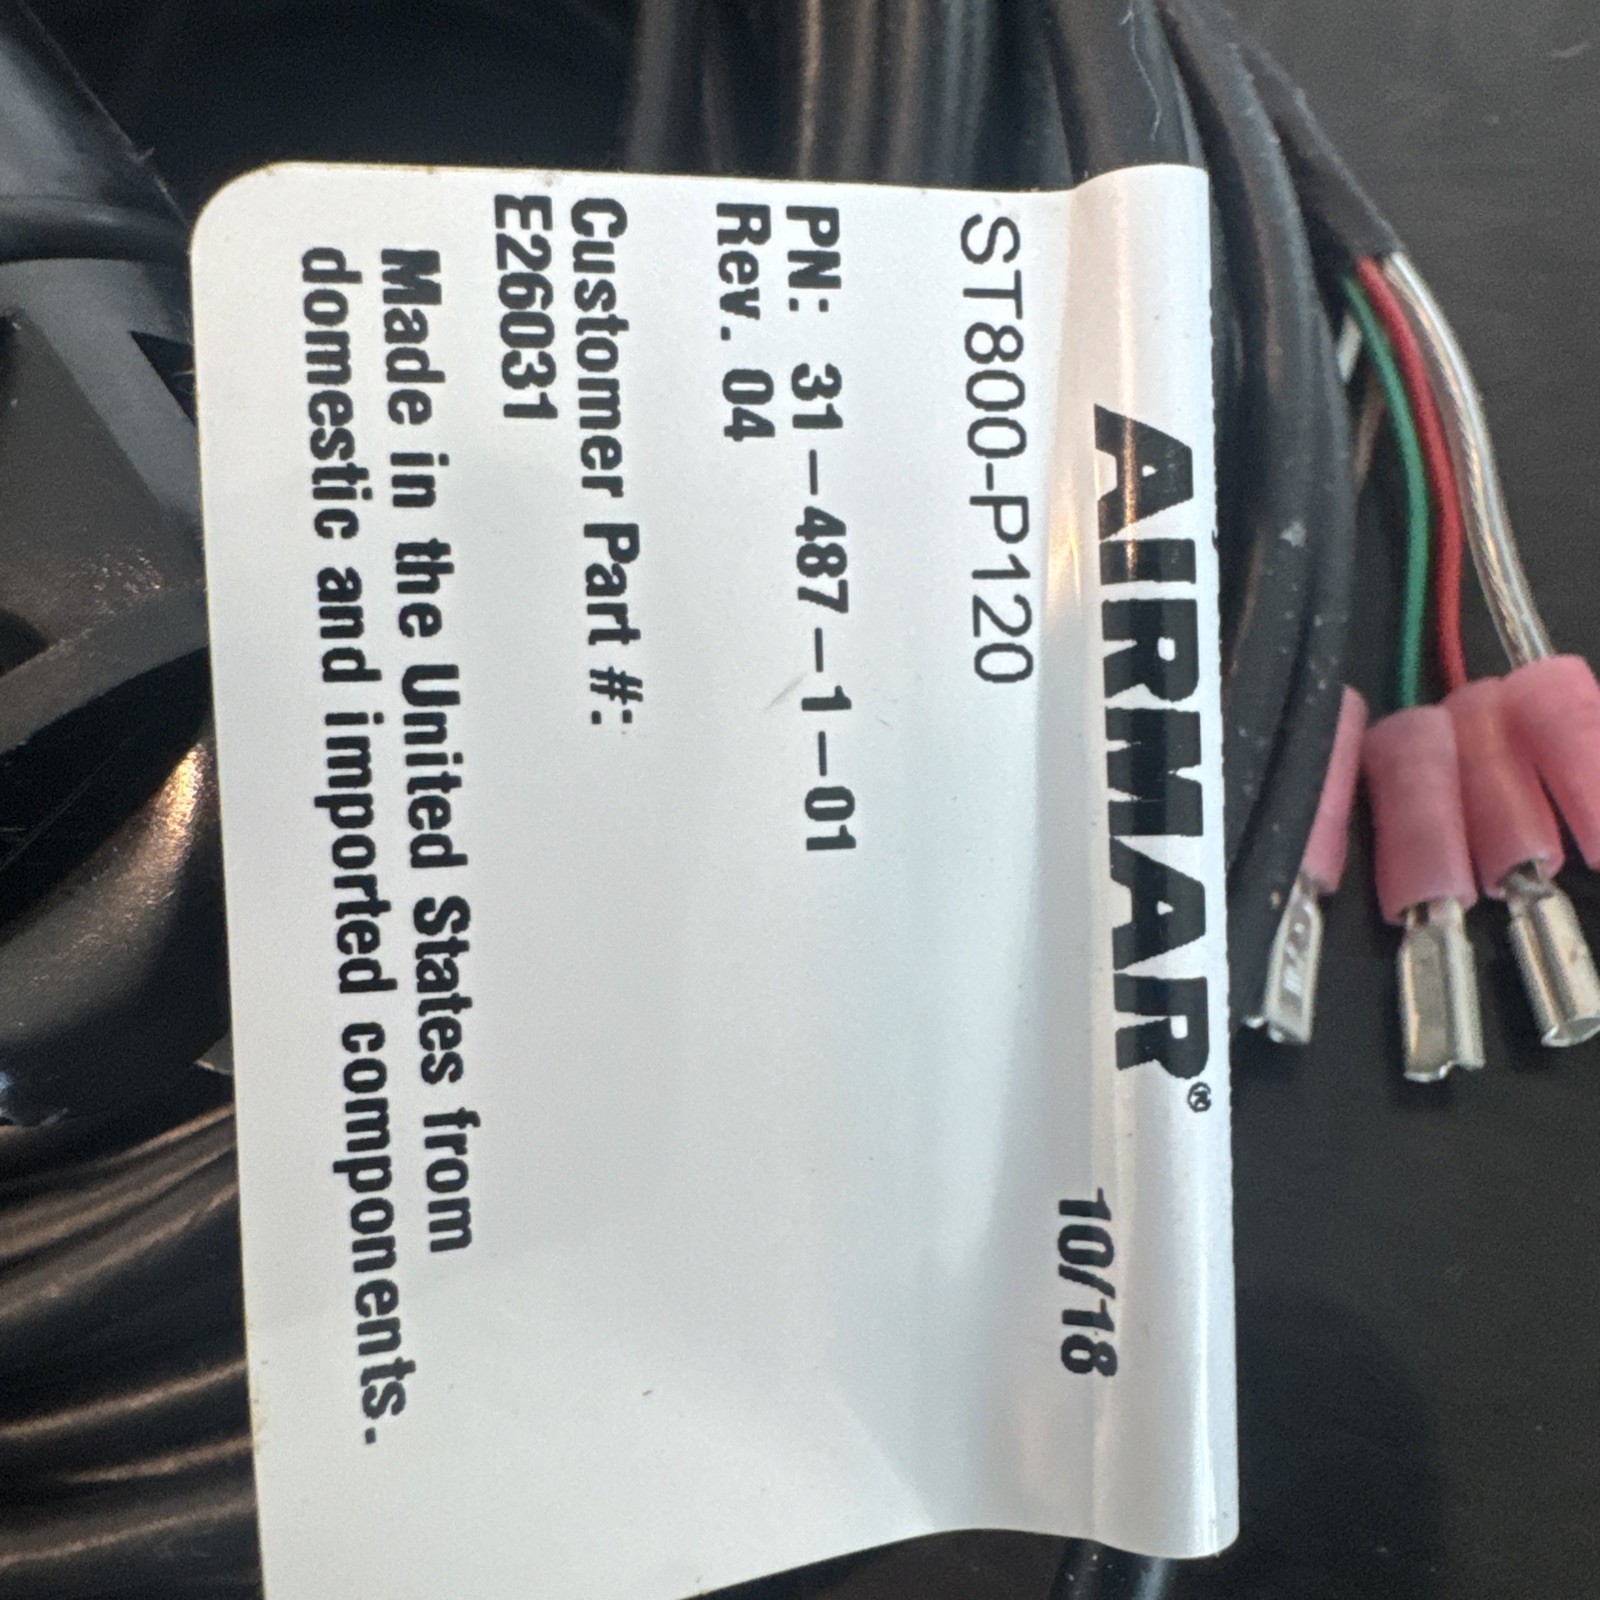 AIRMAR®
10/18
ST800-P120
PN: 31-487-1-01
Rev. 04
Customer Part #:
E26031
Made in the United States from
domestic and imported components.